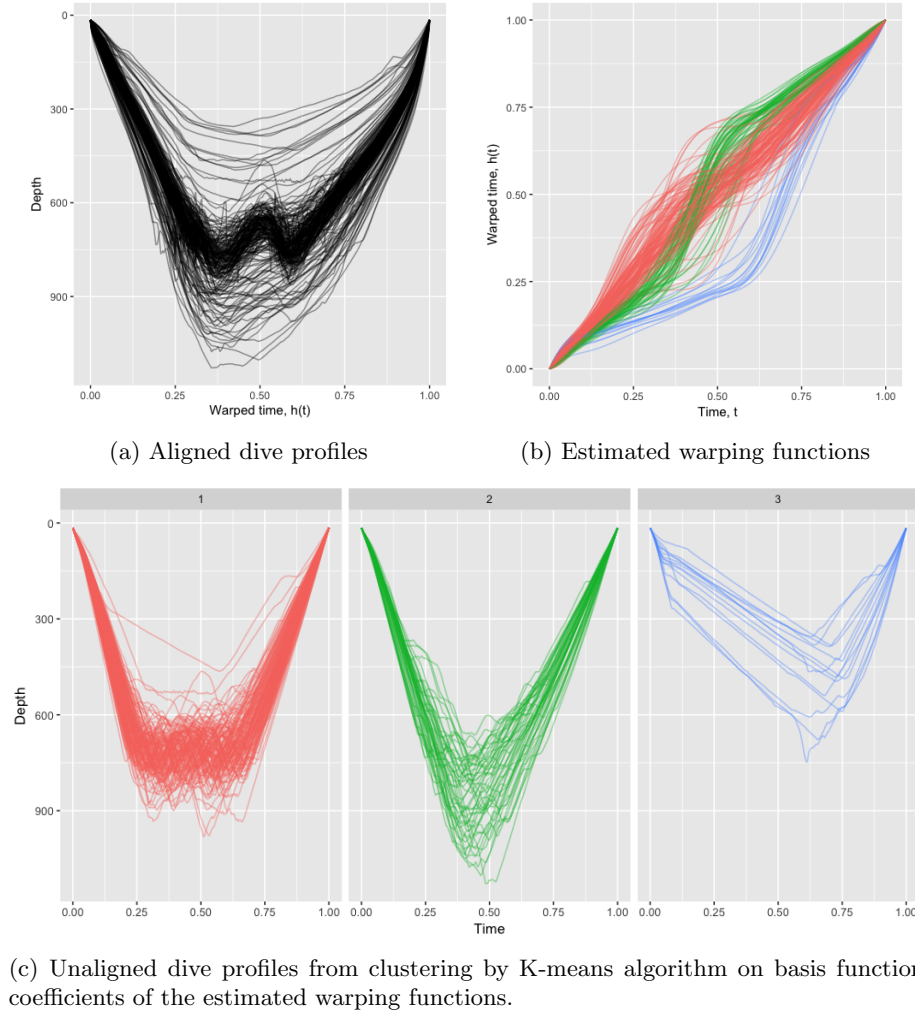 0
300
600
900
Depth
0.00 0.25 0.50 0.75 1.00
Warped time, h(t)
(a) Aligned dive profiles
1.00
0.75
0.50
0.25
0.00
Warped time, h(t)
0.00 0.25 0.50 0.75 1.00
Time, t
(b) Estimated warping functions
1 2 3
0
300
600
900
Depth
0.00 0.25 0.50 0.75 1.00 0.00 0.25 0.50 0.75 1.00 0.00 0.25 0.50 0.75 1.00
Time
(c) Unaligned dive profiles from clustering by K-means algorithm on basis function
coefficients of the estimated warping functions.